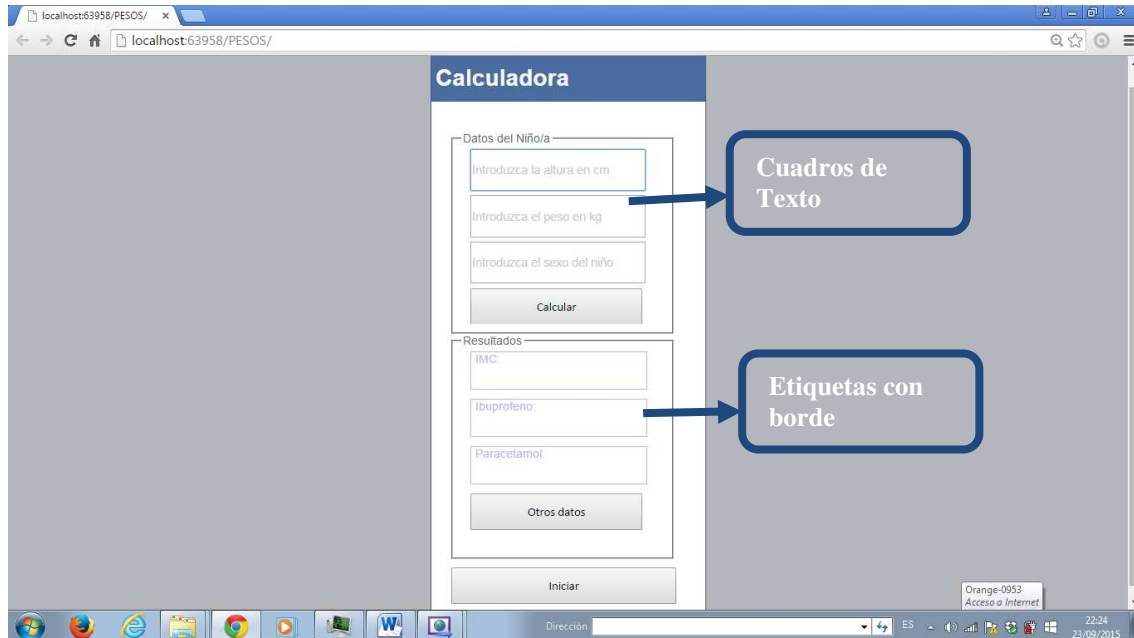 localhost:63958/PESOS/
localhost:63958/PESOS/
Calculadora
Datos del Niño/a
Introduzca la altura en cm
Introduzca el peso en kg
Introduzca el sexo del niño
Calcular
Cuadros de
Texto
Resultados
IMC:
Ibuprofeno:
Paracetamol:
Etiquetas con
borde
Otros datos
Iniciar
Orange-0953
Acceso a Internet
Dirección
ES
22:24
23/09/2015